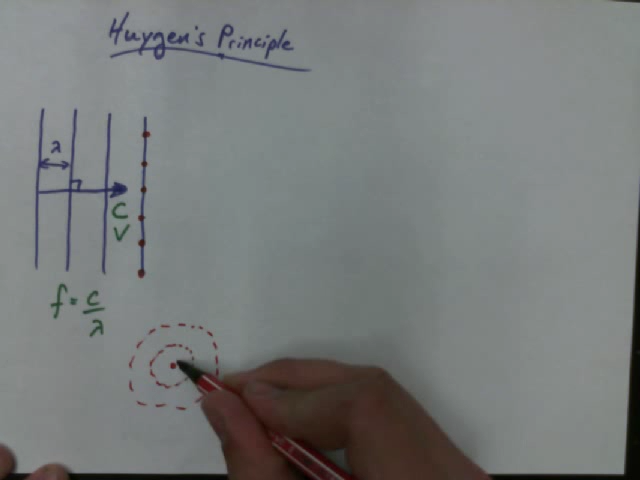 Huygen's Principle
λ
C
V
f = c/λ